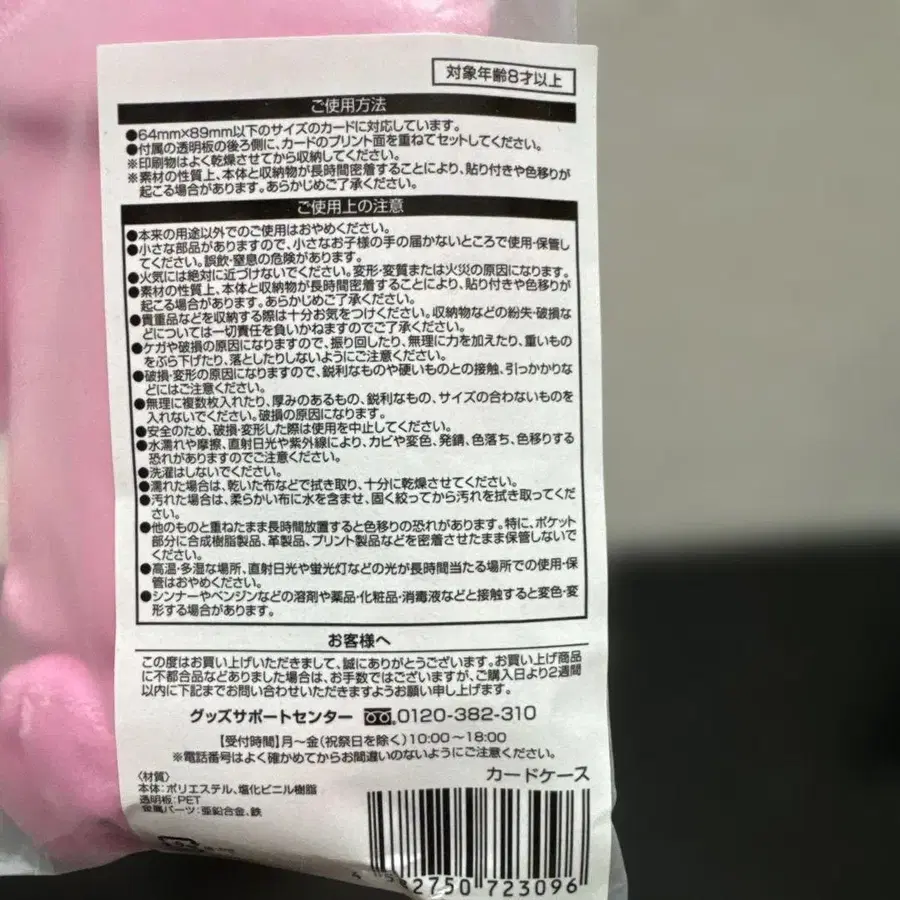 対象年齢8才以上
ご使用方法
●64mm×89mm以下のサイズのカードに対応しています。
●付属の透明板の後ろ側に、カードのプリント面を重ねてセットしてください。
※印刷物はよく乾燥させてから収納してください。
※素材の性質上、本体と収納物が長時間密着することにより、貼り付きや色移りが
起こる場合があります。あらかじめご了承ください。
ご使用上の注意
●本来の用途以外でのご使用はおやめください。
●小さな部品がありますので、小さなお子様の手の届かないところで使用・保管し
てください。誤飲・窒息の危険があります。
●火気には絶対に近づけないでください。変形・変質または火災の原因になります。
●素材の性質上、本体と収納物が長時間密着することにより、貼り付きや色移りが
起こる場合があります。あらかじめご了承ください。
●貴重品などを収納する際は十分お気をつけください。収納物などの紛失・破損な
どについては一切責任を負いかねますのでご了承ください。
●ケガや破損の原因になりますので、振り回したり、無理に力を加えたり、重いもの
をぶら下げたり、落としたりしないようにご注意ください。
●破損・変形の原因になりますので、鋭利なものや硬いものとの接触、引っかかりな
どにはご注意ください。
●無理に複数枚入れたり、厚みのあるもの、鋭利なもの、サイズの合わないものを
入れないでください。破損の原因になります。
●安全のため、破損・変形した際は使用を中止してください。
●水濡れや摩擦、直射日光や紫外線により、カビや変色、発錆、色落ち、色移りする
恐れがありますのでご注意ください。
●洗濯はしないでください。
●濡れた場合は、乾いた布などで拭き取り、十分に乾燥させてください。
●汚れた場合は、柔らかい布に水を含ませ、固く絞ってから汚れを拭き取ってくだ
さい。
●他のものと重ねたまま長時間放置すると色移りの恐れがあります。特に、ポケット
部分に合成樹脂製品、革製品、プリント製品などを密着させたまま保管しないで
ください。
●高温・多湿な場所、直射日光や蛍光灯などの光が長時間当たる場所での使用・保
管はおやめください。
●シンナーやベンジンなどの溶剤や薬品・化粧品・消毒液などと接触すると変色・変
形する場合があります。
お客様へ
この度はお買い上げいただきまして、誠にありがとうございます。お買い上げ商品
に不都合品などありました場合は、お手数ではございますが、ご購入日より2週間
以内に下記までお問い合わせいただきますようお願い申し上げます。
グッズサポートセンター 0120-382-310
【受付時間】月～金(祝祭日を除く)10:00～18:00
※電話番号はよく確かめてからお間違いのないようにご注意ください。
カードケース
〈材質〉
本体:ポリエステル、塩化ビニル樹脂
透明板:PET
金属パーツ:亜鉛合金、鉄
4 582750 723096